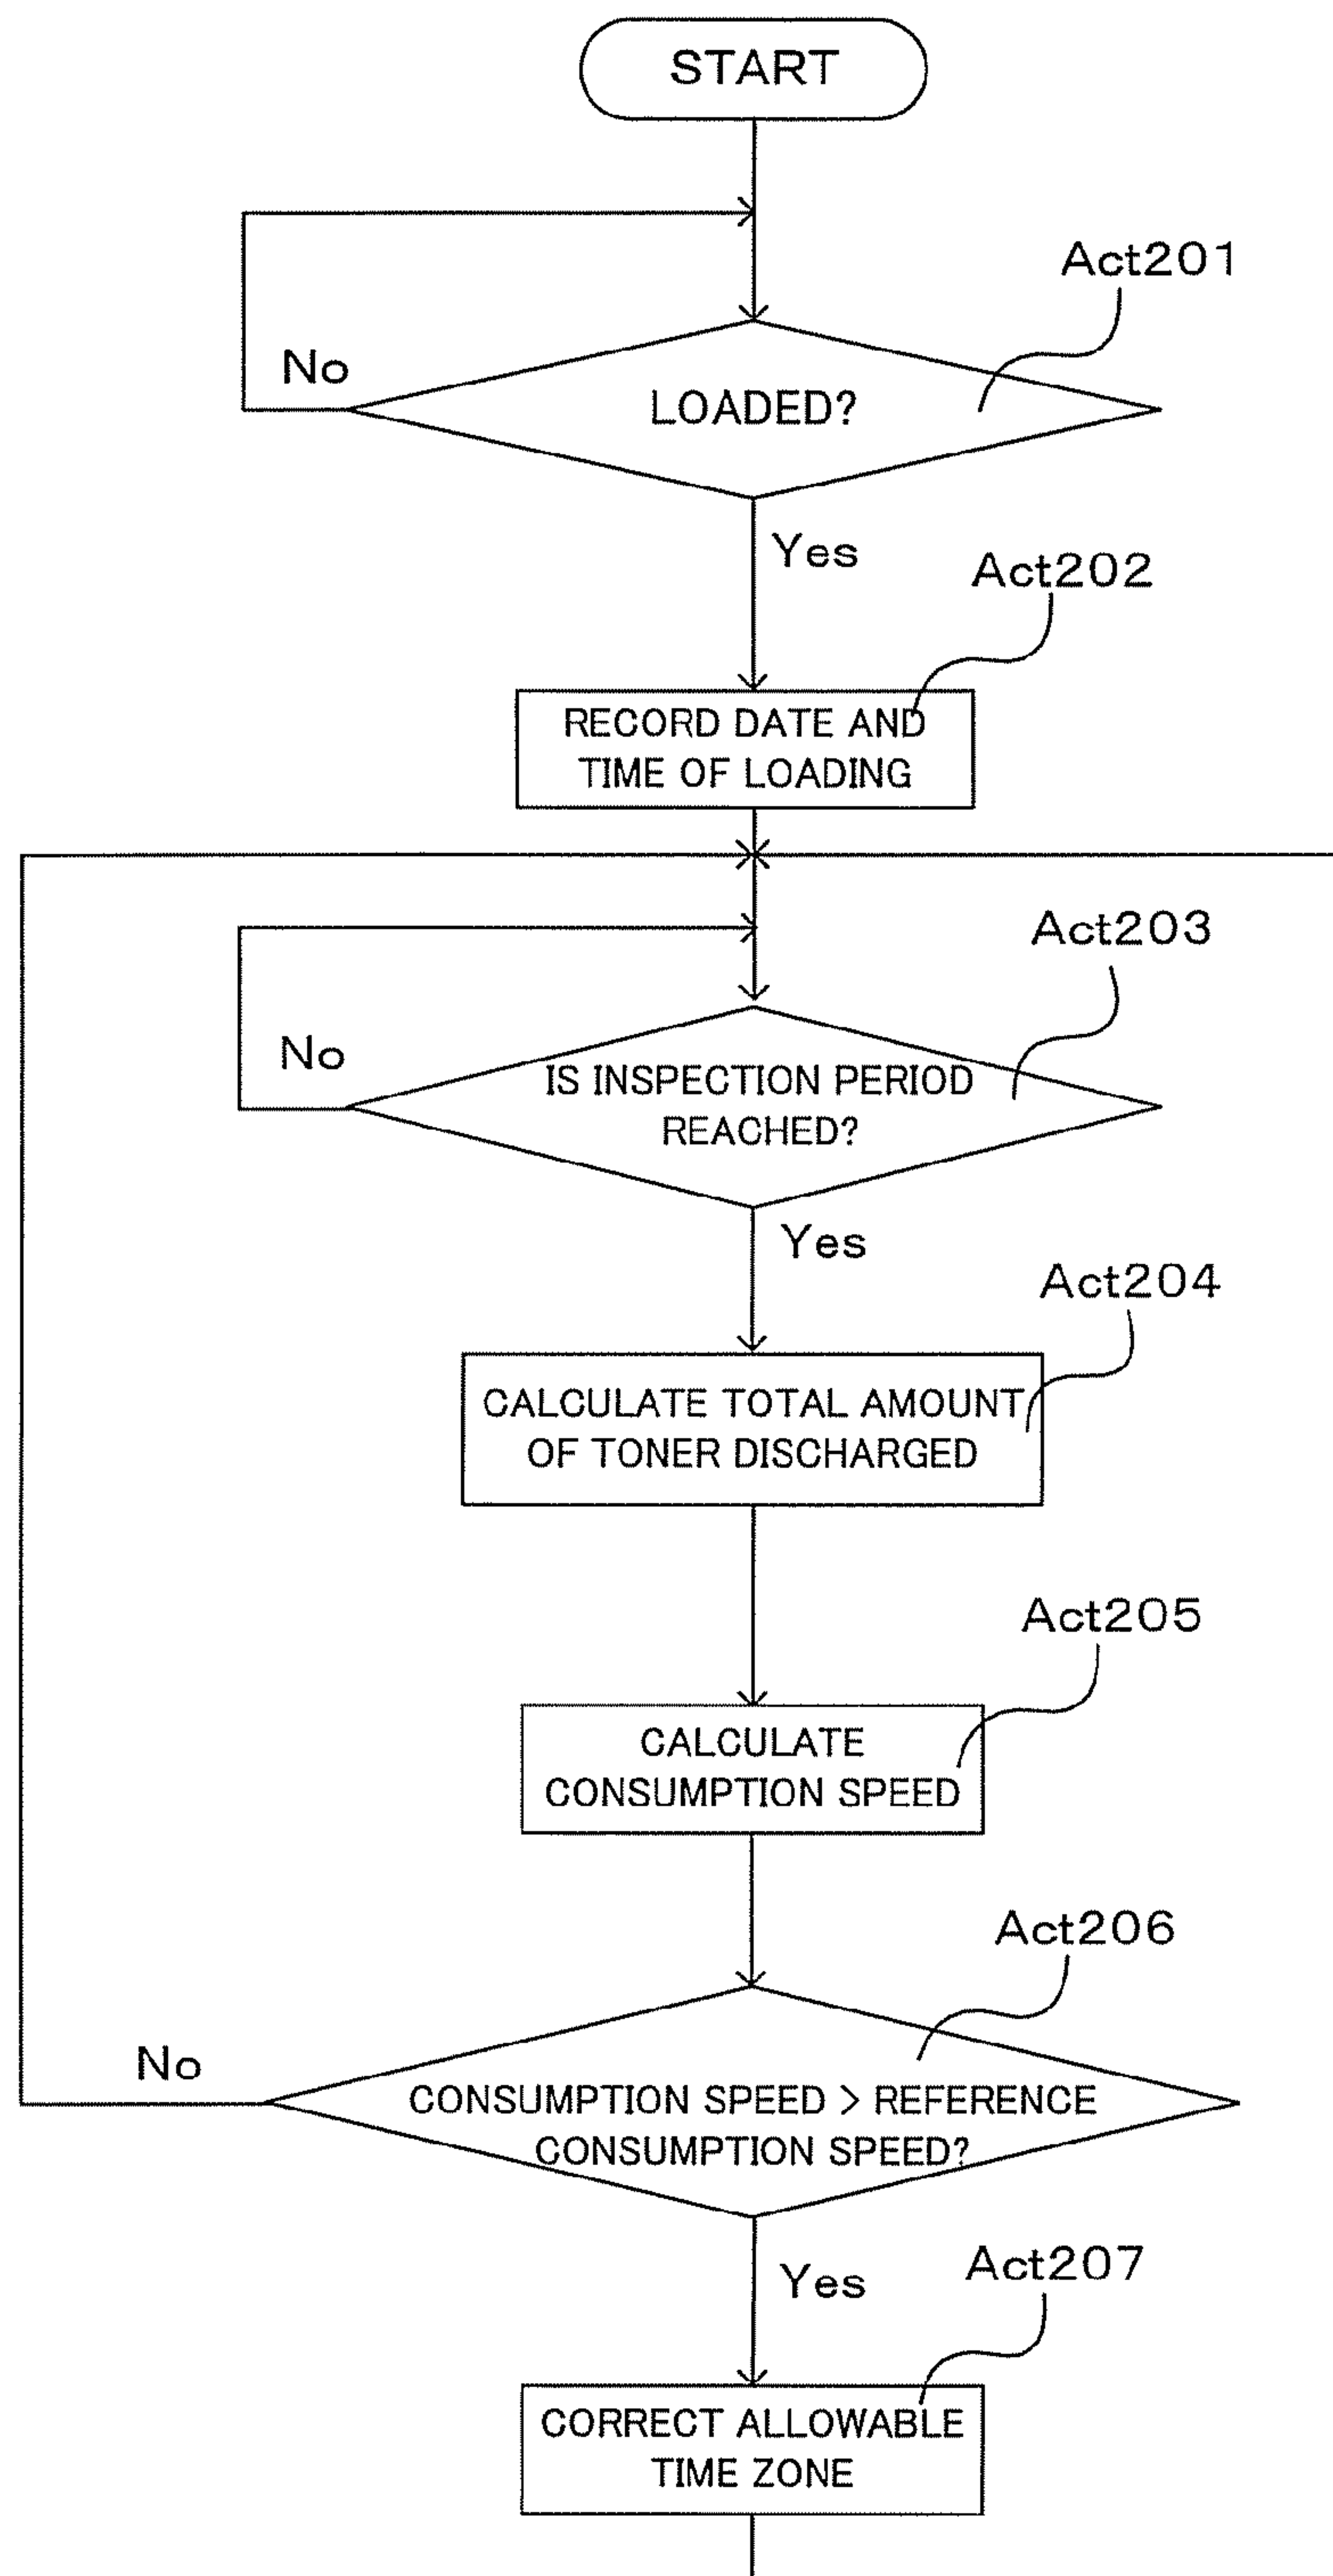 START
Act201
No
LOADED?
Yes
Act202
RECORD DATE AND
TIME OF LOADING
Act203
No
IS INSPECTION PERIOD
REACHED?
Yes
Act204
CALCULATE TOTAL AMOUNT
OF TONER DISCHARGED
Act205
CALCULATE
CONSUMPTION SPEED
Act206
No
CONSUMPTION SPEED > REFERENCE
CONSUMPTION SPEED?
Yes
Act207
CORRECT ALLOWABLE
TIME ZONE